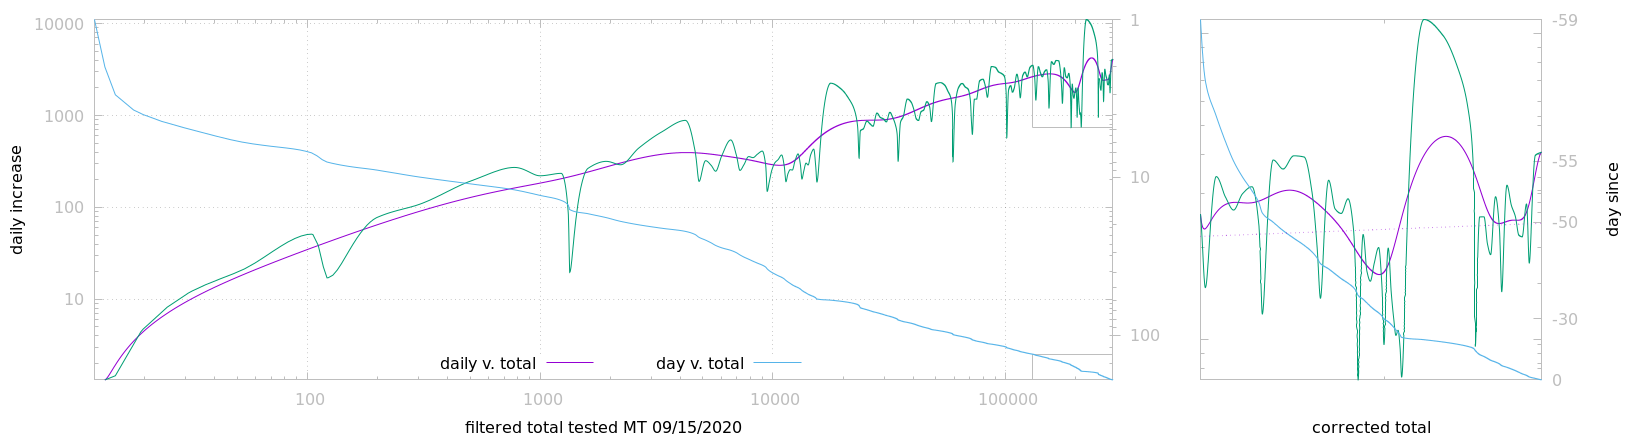 10000
1000
100
10
daily increase
100
1000
10000
100000
filtered total tested MT 09/15/2020
daily v. total
day v. total
1
10
100
-59
-55
-50
-30
0
day since
corrected total